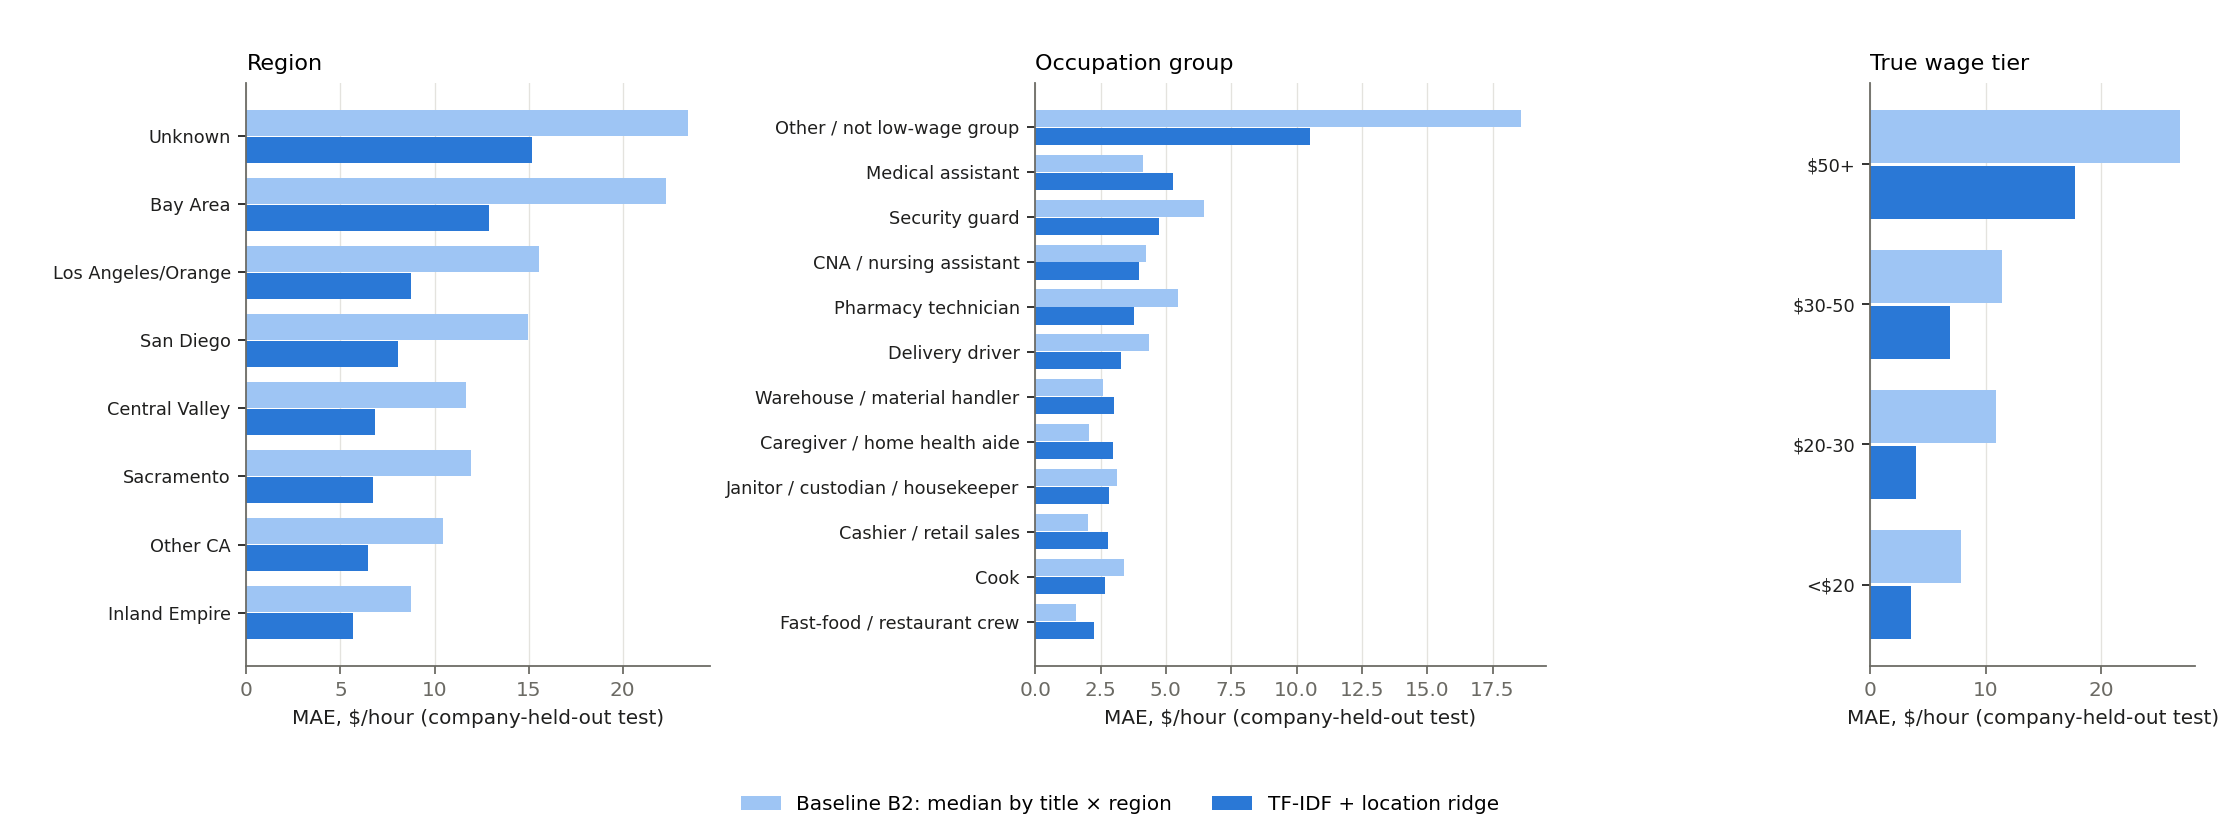 Region
Unknown
Bay Area
Los Angeles/Orange
San Diego
Central Valley
Sacramento
Other CA
Inland Empire
0 5 10 15 20
MAE, $/hour (company-held-out test)
Occupation group
Other / not low-wage group
Medical assistant
Security guard
CNA / nursing assistant
Pharmacy technician
Delivery driver
Warehouse / material handler
Caregiver / home health aide
Janitor / custodian / housekeeper
Cashier / retail sales
Cook
Fast-food / restaurant crew
0.0 2.5 5.0 7.5 10.0 12.5 15.0 17.5
MAE, $/hour (company-held-out test)
True wage tier
$50+
$30-50
$20-30
<$20
0 10 20
MAE, $/hour (company-held-out test)
Baseline B2: median by title × region
TF-IDF + location ridge